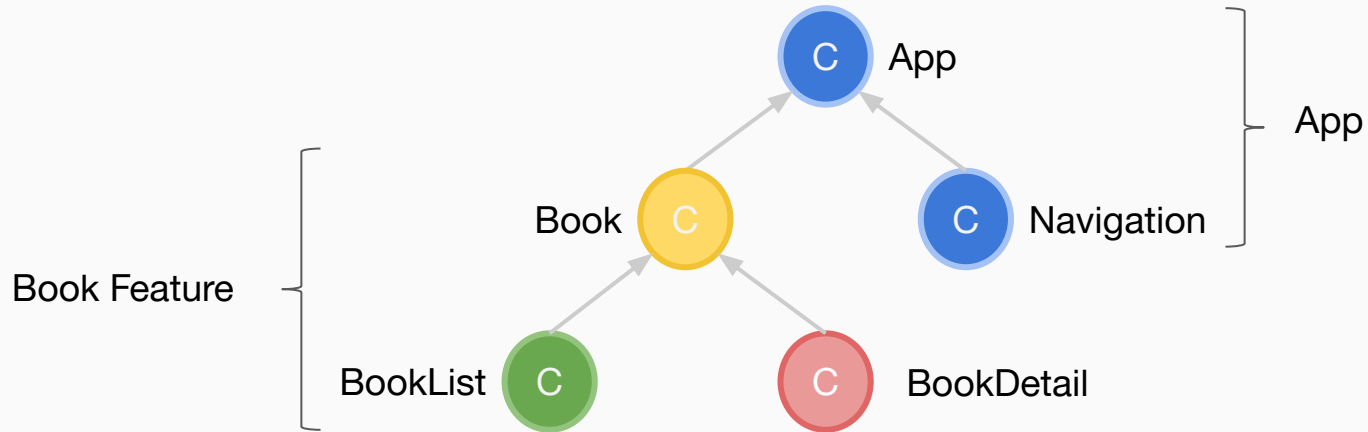 C App
App
Book C
C Navigation
Book Feature
BookList C
C BookDetail